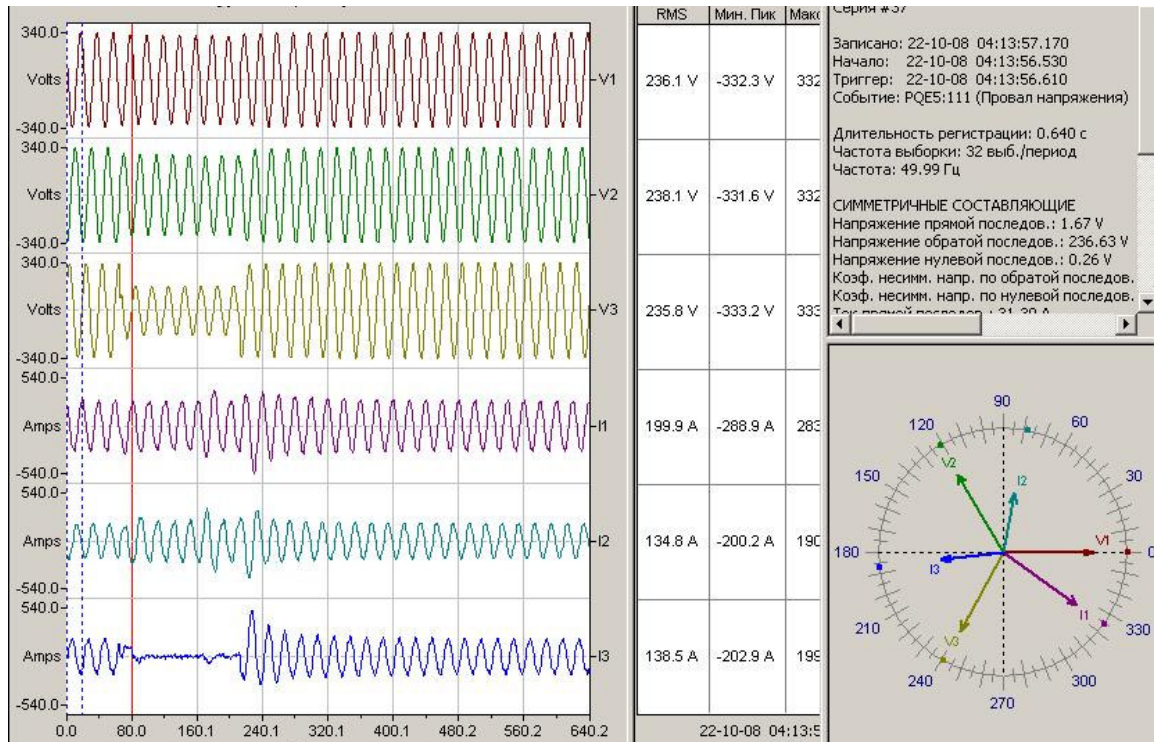 340.0
Volts
-340.0
V1
340.0
Volts
-340.0
V2
340.0
Volts
-340.0
V3
540.0
Amps
-540.0
I1
540.0
Amps
-540.0
I2
540.0
Amps
-540.0
I3
0.0 80.0 160.1 240.1 320.1 400.1 480.2 560.2 640.2
RMS Мин. Пик Макс
236.1 V -332.3 V 332
238.1 V -331.6 V 332
235.8 V -333.2 V 333
199.9 A -288.9 A 283
134.8 A -200.2 A 190
138.5 A -202.9 A 199
22-10-08 04:13:5
Серия #37
Записано: 22-10-08 04:13:57.170
Начало: 22-10-08 04:13:56.530
Триггер: 22-10-08 04:13:56.610
Событие: PQE5:111 (Провал напряжения)
Длительность регистрации: 0.640 с
Частота выборки: 32 выб./период
Частота: 49.99 Гц
СИММЕТРИЧНЫЕ СОСТАВЛЯЮЩИЕ
Напряжение прямой последов.: 1.67 V
Напряжение обратой последов.: 236.63 V
Напряжение нулевой последов.: 0.26 V
Коэф. несимм. напр. по обратой последов.
Коэф. несимм. напр. по нулевой последов.
Ток прямой последов.: 31.30 A
90
120 60
V2
150 I2 30
V1
180 0
I3
I1
210 330
V3
240 300
270